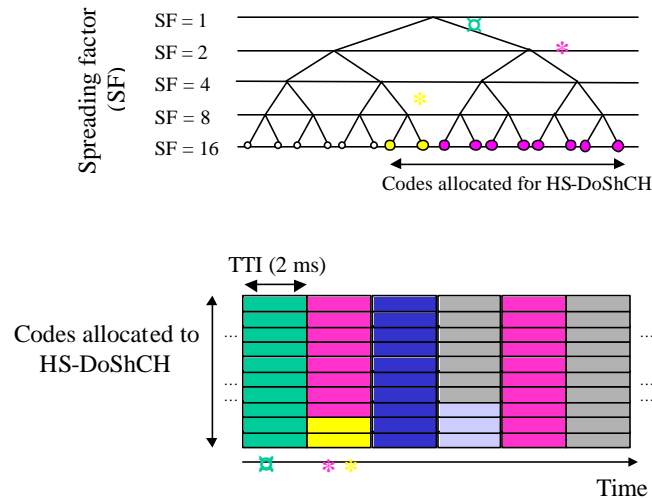 SF = 1
SF = 2
SF = 4
SF = 8
SF = 16
Spreading factor
(SF)
Codes allocated for HS-DoShCH
TTI (2 ms)
Codes allocated to
HS-DoShCH
...
...
...
...
...
...
Time